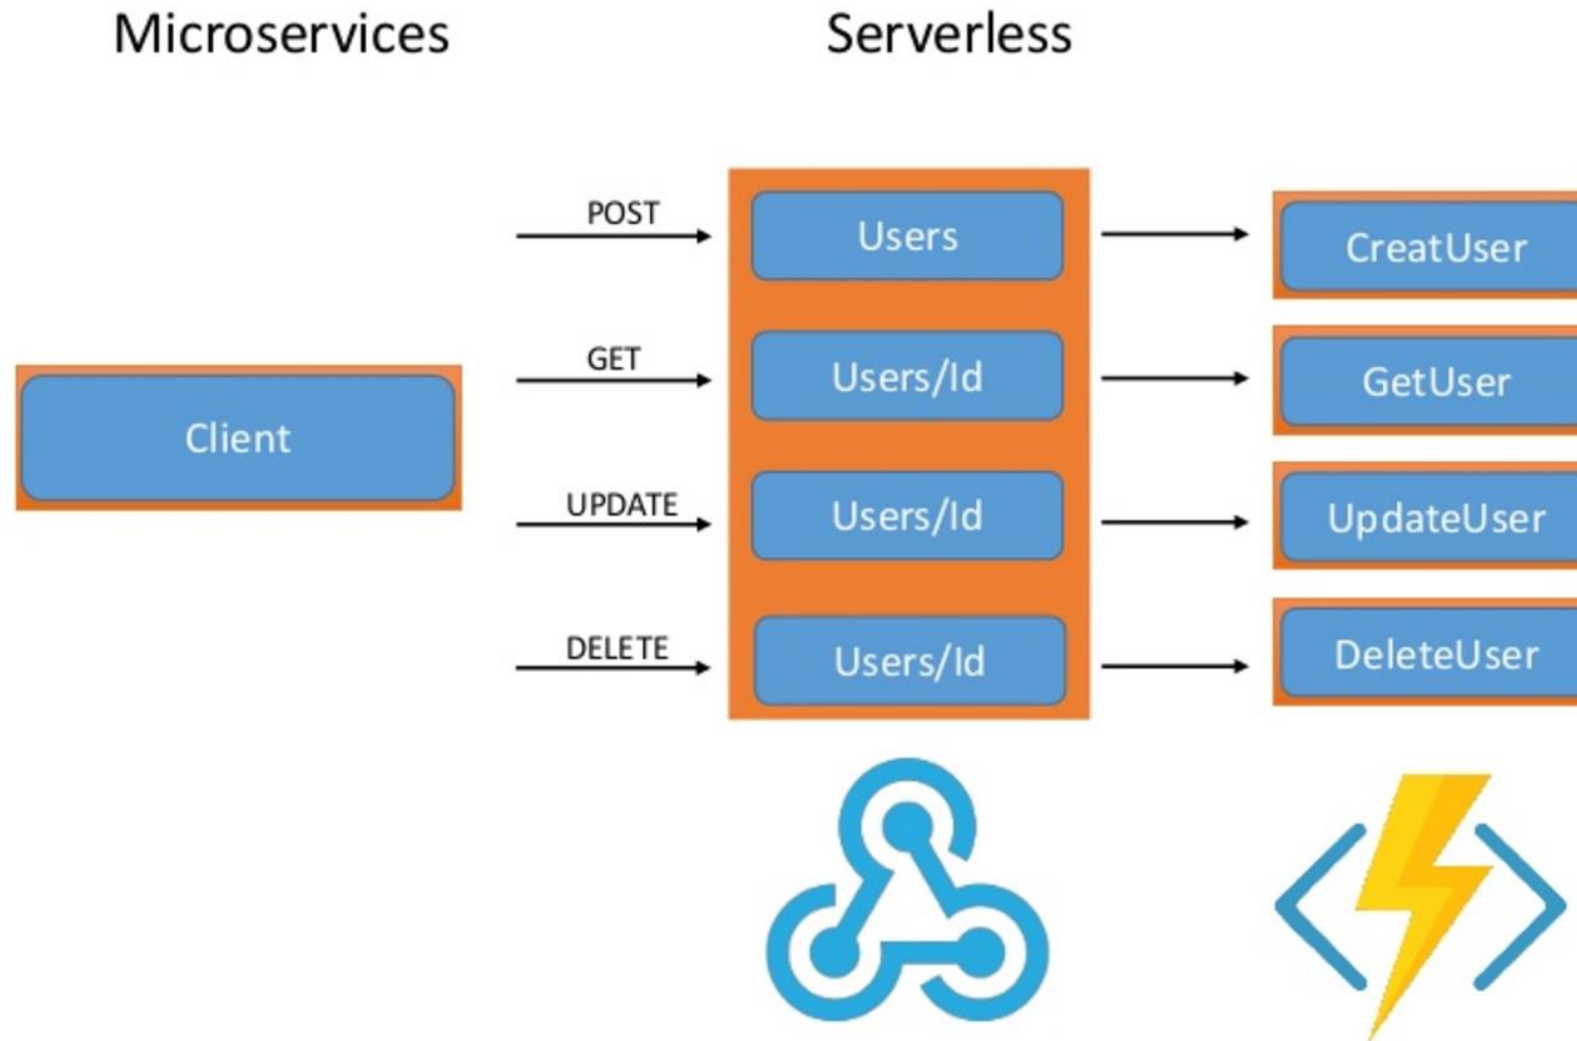 Microservices
Serverless
POST
Users
CreatUser
GET
Users/Id
GetUser
Client
UPDATE
Users/Id
UpdateUser
DELETE
Users/Id
DeleteUser